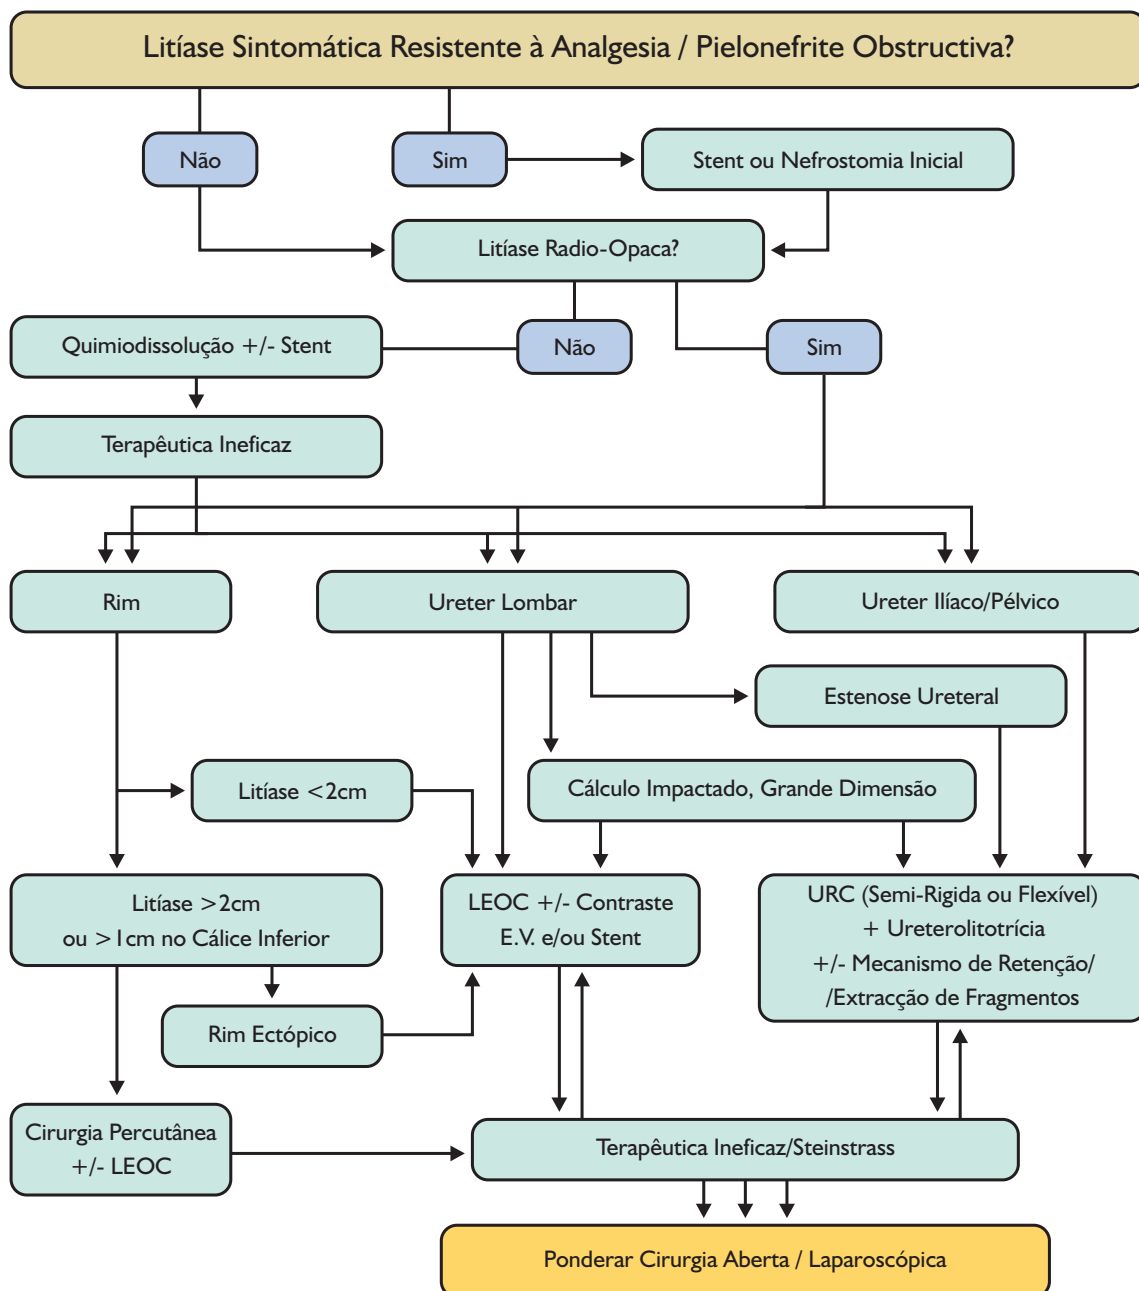 Litíase Sintomática Resistente à Analgesia / Pielonefrite Obstructiva?
Não
Sim
Stent ou Nefrostomia Inicial
Litíase Radio-Opaca?
Quimiodissolução +/- Stent
Não
Sim
Terapêutica Ineficaz
Rim
Ureter Lombar
Ureter Ilíaco/Pélvico
Estenose Ureteral
Litíase <2cm
Cálculo Impactado, Grande Dimensão
Litíase >2cm
ou >1cm no Cálice Inferior
LEOC +/- Contraste
E.V. e/ou Stent
URC (Semi-Rigida ou Flexível)
+ Ureterolitotrícia
+/- Mecanismo de Retenção/
/Extracção de Fragmentos
Rim Ectópico
Cirurgia Percutânea
+/- LEOC
Terapêutica Ineficaz/Steinstrass
Ponderar Cirurgia Aberta / Laparoscópica